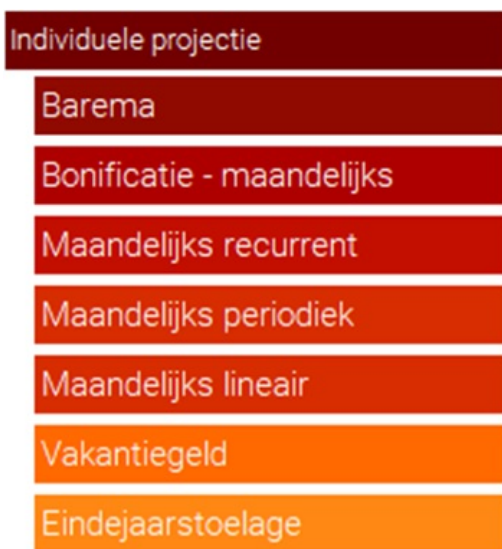 Individuele projectie
Barema
Bonificatie - maandelijks
Maandelijks recurrent
Maandelijks periodiek
Maandelijks lineair
Vakantiegeld
Eindejaarstoelage